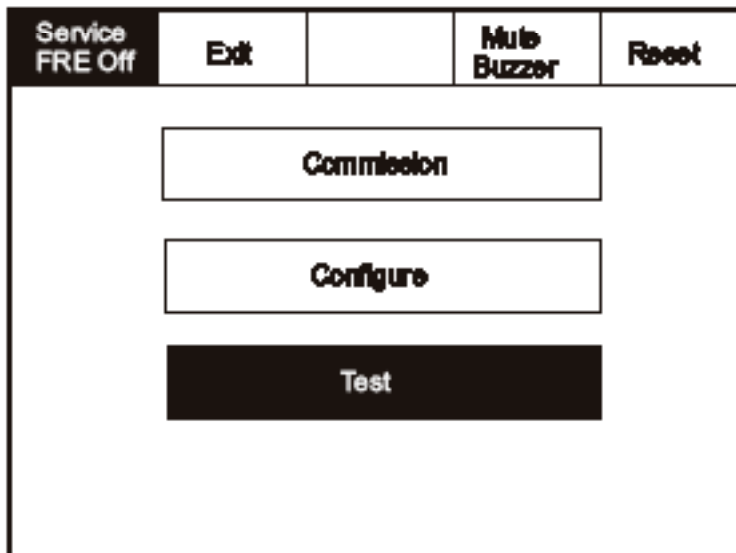 Service
FRE Off
Exit
Mute
Buzzer
Reset
Commission
Configure
Test